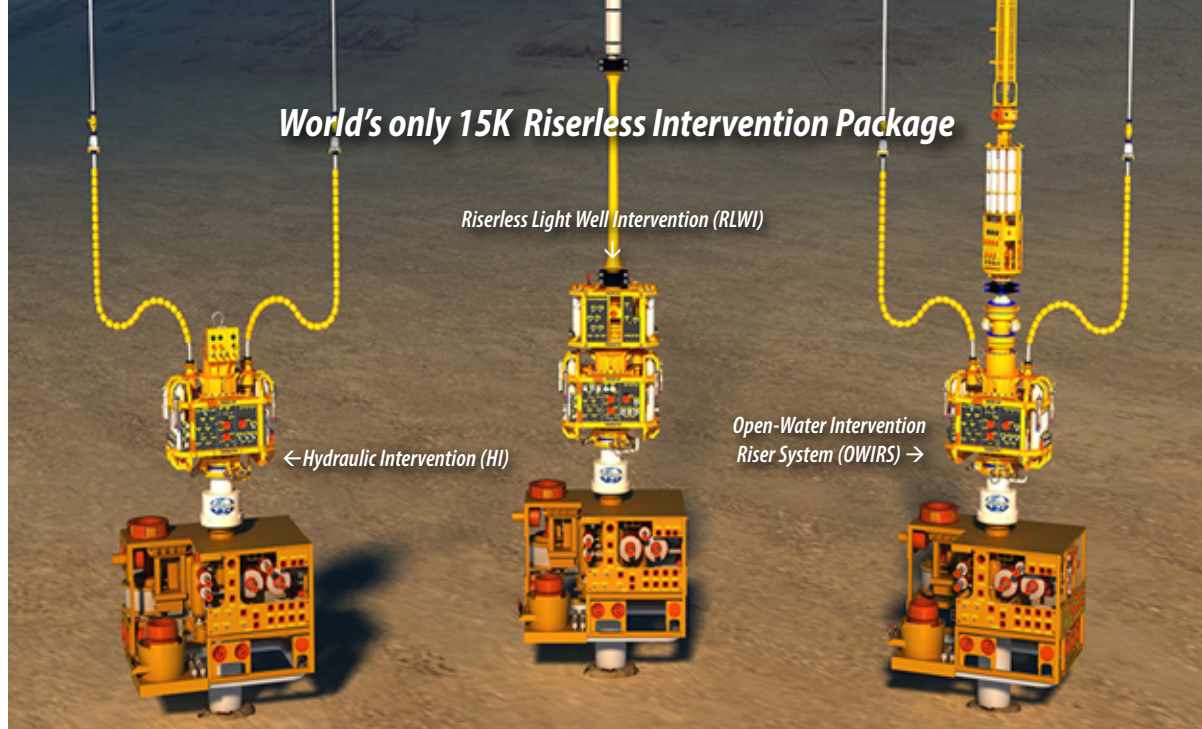 World's only 15K Riserless Intervention Package
Riserless Light Well Intervention (RLWI)
↓
←Hydraulic Intervention (HI)
Open-Water Intervention
Riser System (OWIRS) →